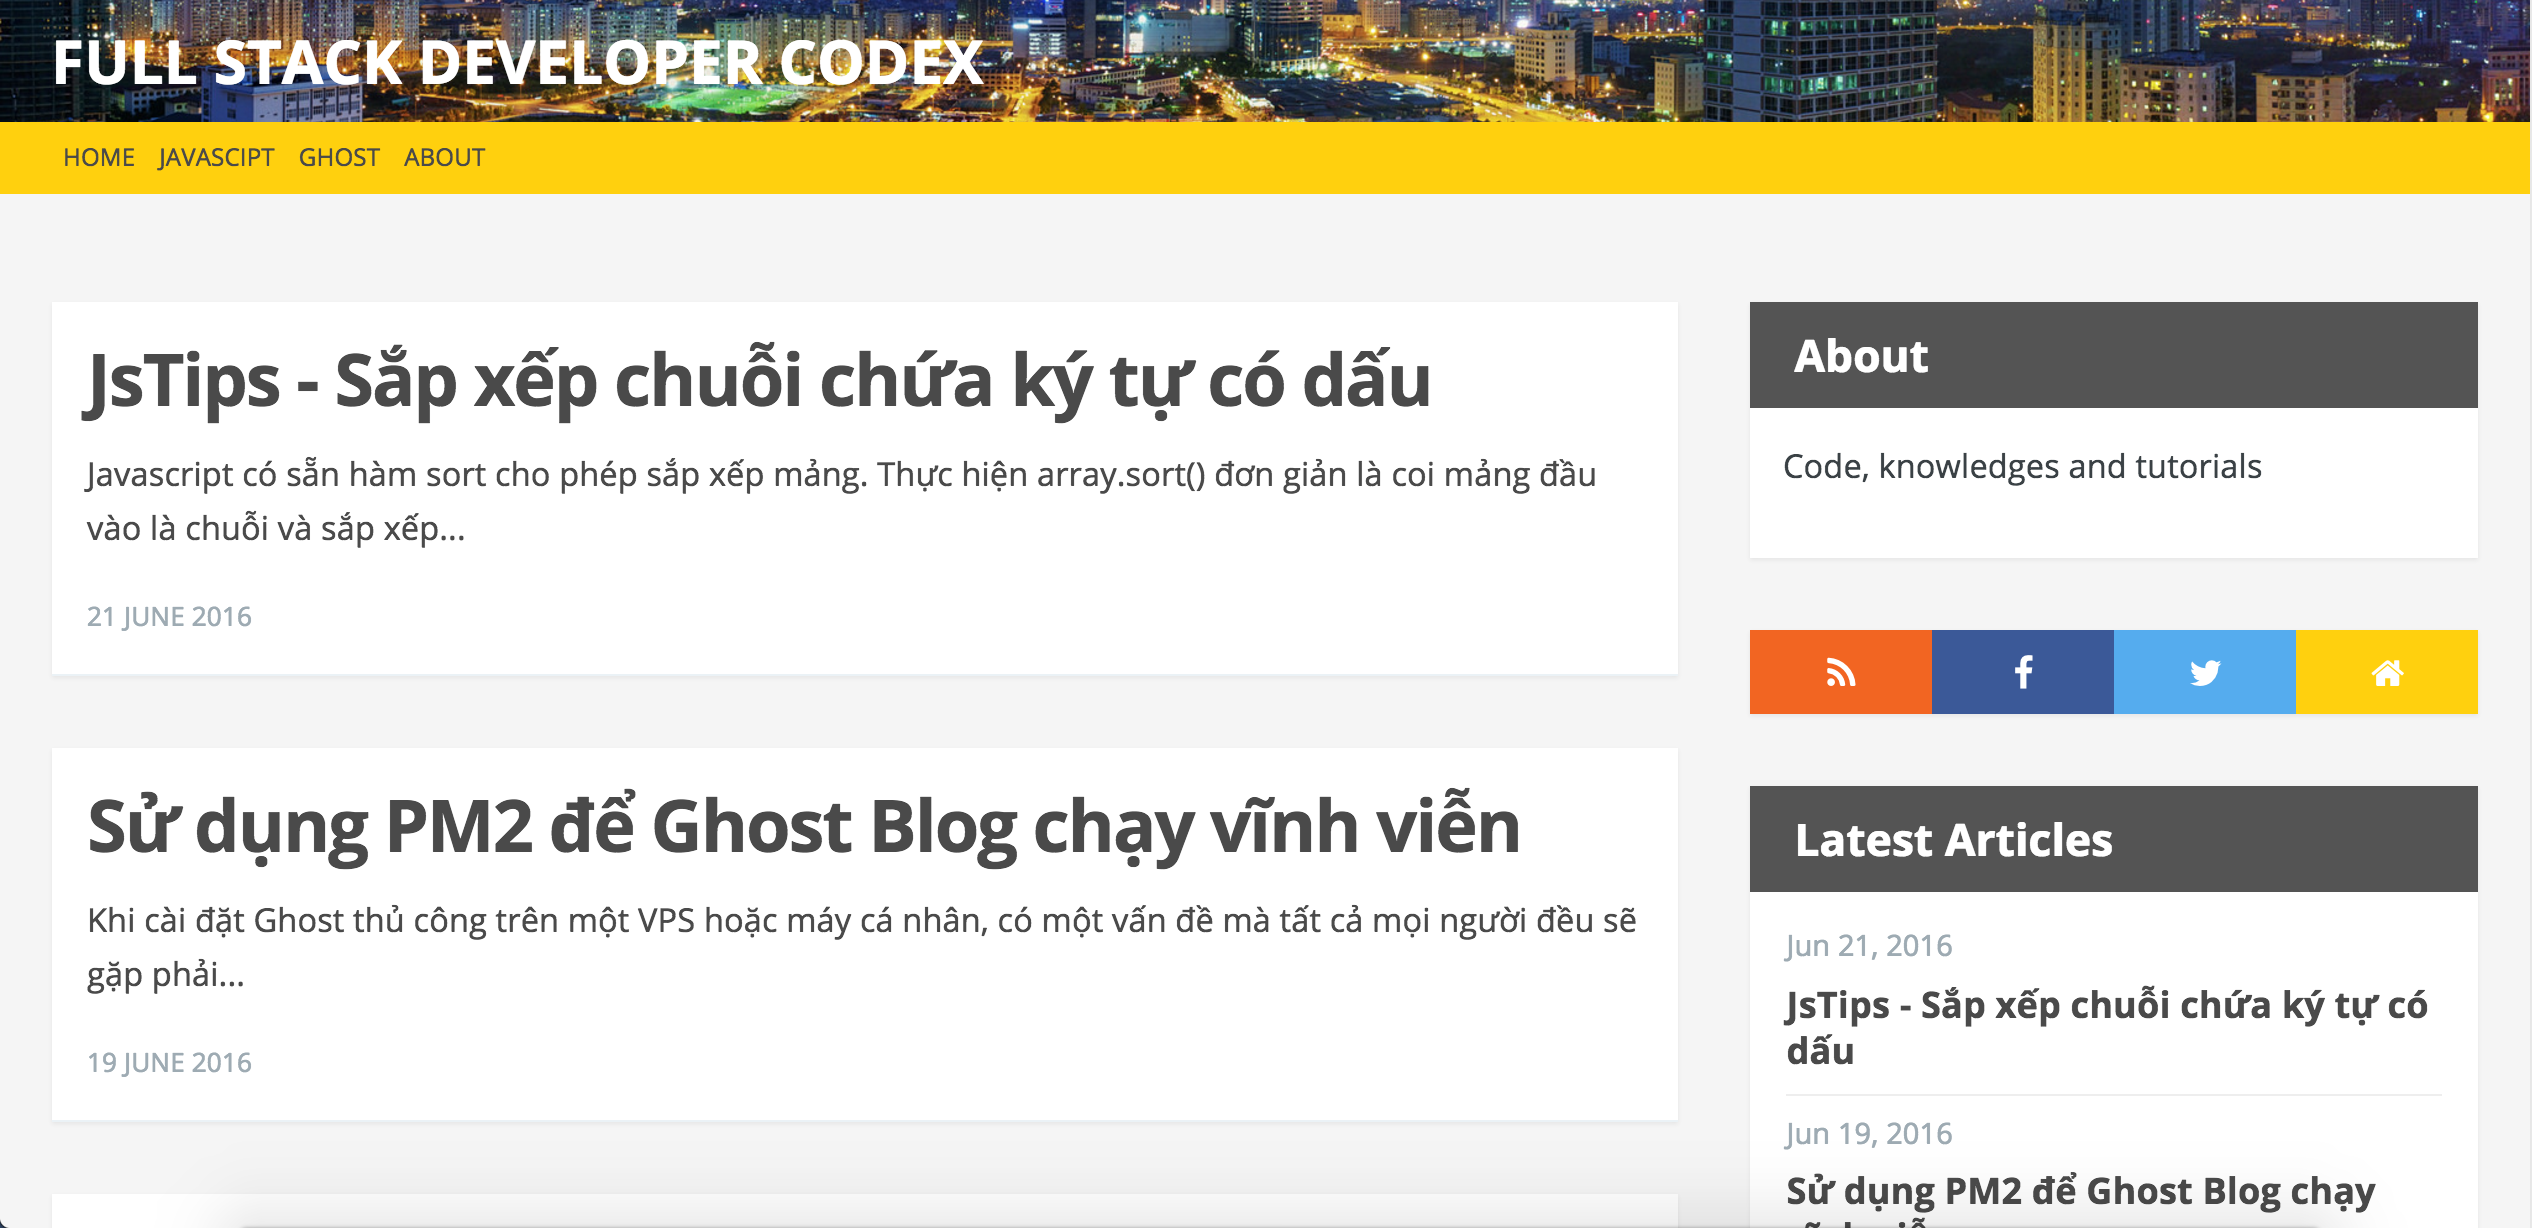 FULL STACK DEVELOPER CODEX
HOME JAVASCIPT GHOST ABOUT
JsTips - Sắp xếp chuỗi chứa ký tự có dấu
Javascript có sẵn hàm sort cho phép sắp xếp mảng. Thực hiện array.sort() đơn giản là coi mảng đầu
vào là chuỗi và sắp xếp...
21 JUNE 2016
Sử dụng PM2 để Ghost Blog chạy vĩnh viễn
Khi cài đặt Ghost thủ công trên một VPS hoặc máy cá nhân, có một vấn đề mà tất cả mọi người đều sẽ
gặp phải...
19 JUNE 2016
About
Code, knowledges and tutorials
Latest Articles
Jun 21, 2016
JsTips - Sắp xếp chuỗi chứa ký tự có
dấu
Jun 19, 2016
Sử dụng PM2 để Ghost Blog chạy